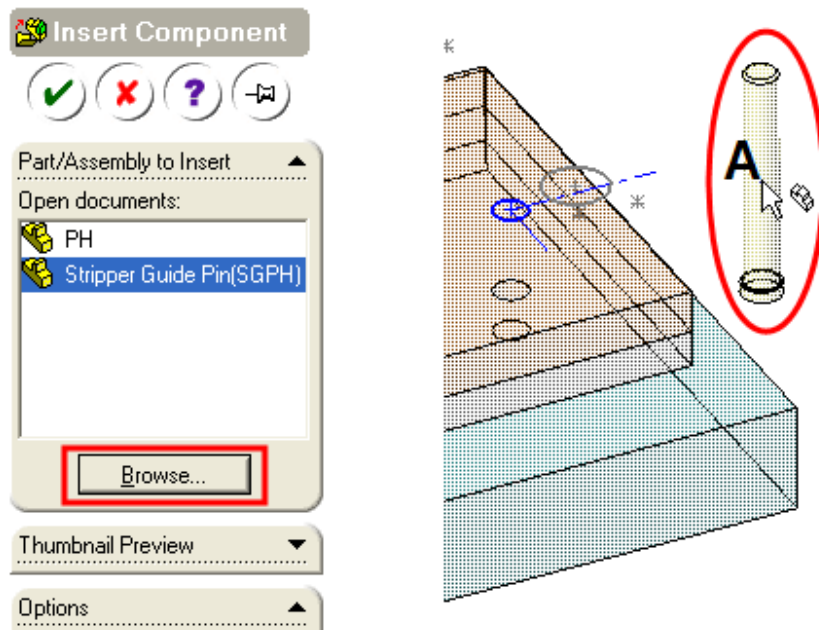 Insert Component
?
Part/Assembly to Insert
Open documents:
PH
Stripper Guide Pin(SGPH)
Browse...
Thumbnail Preview
Options
A